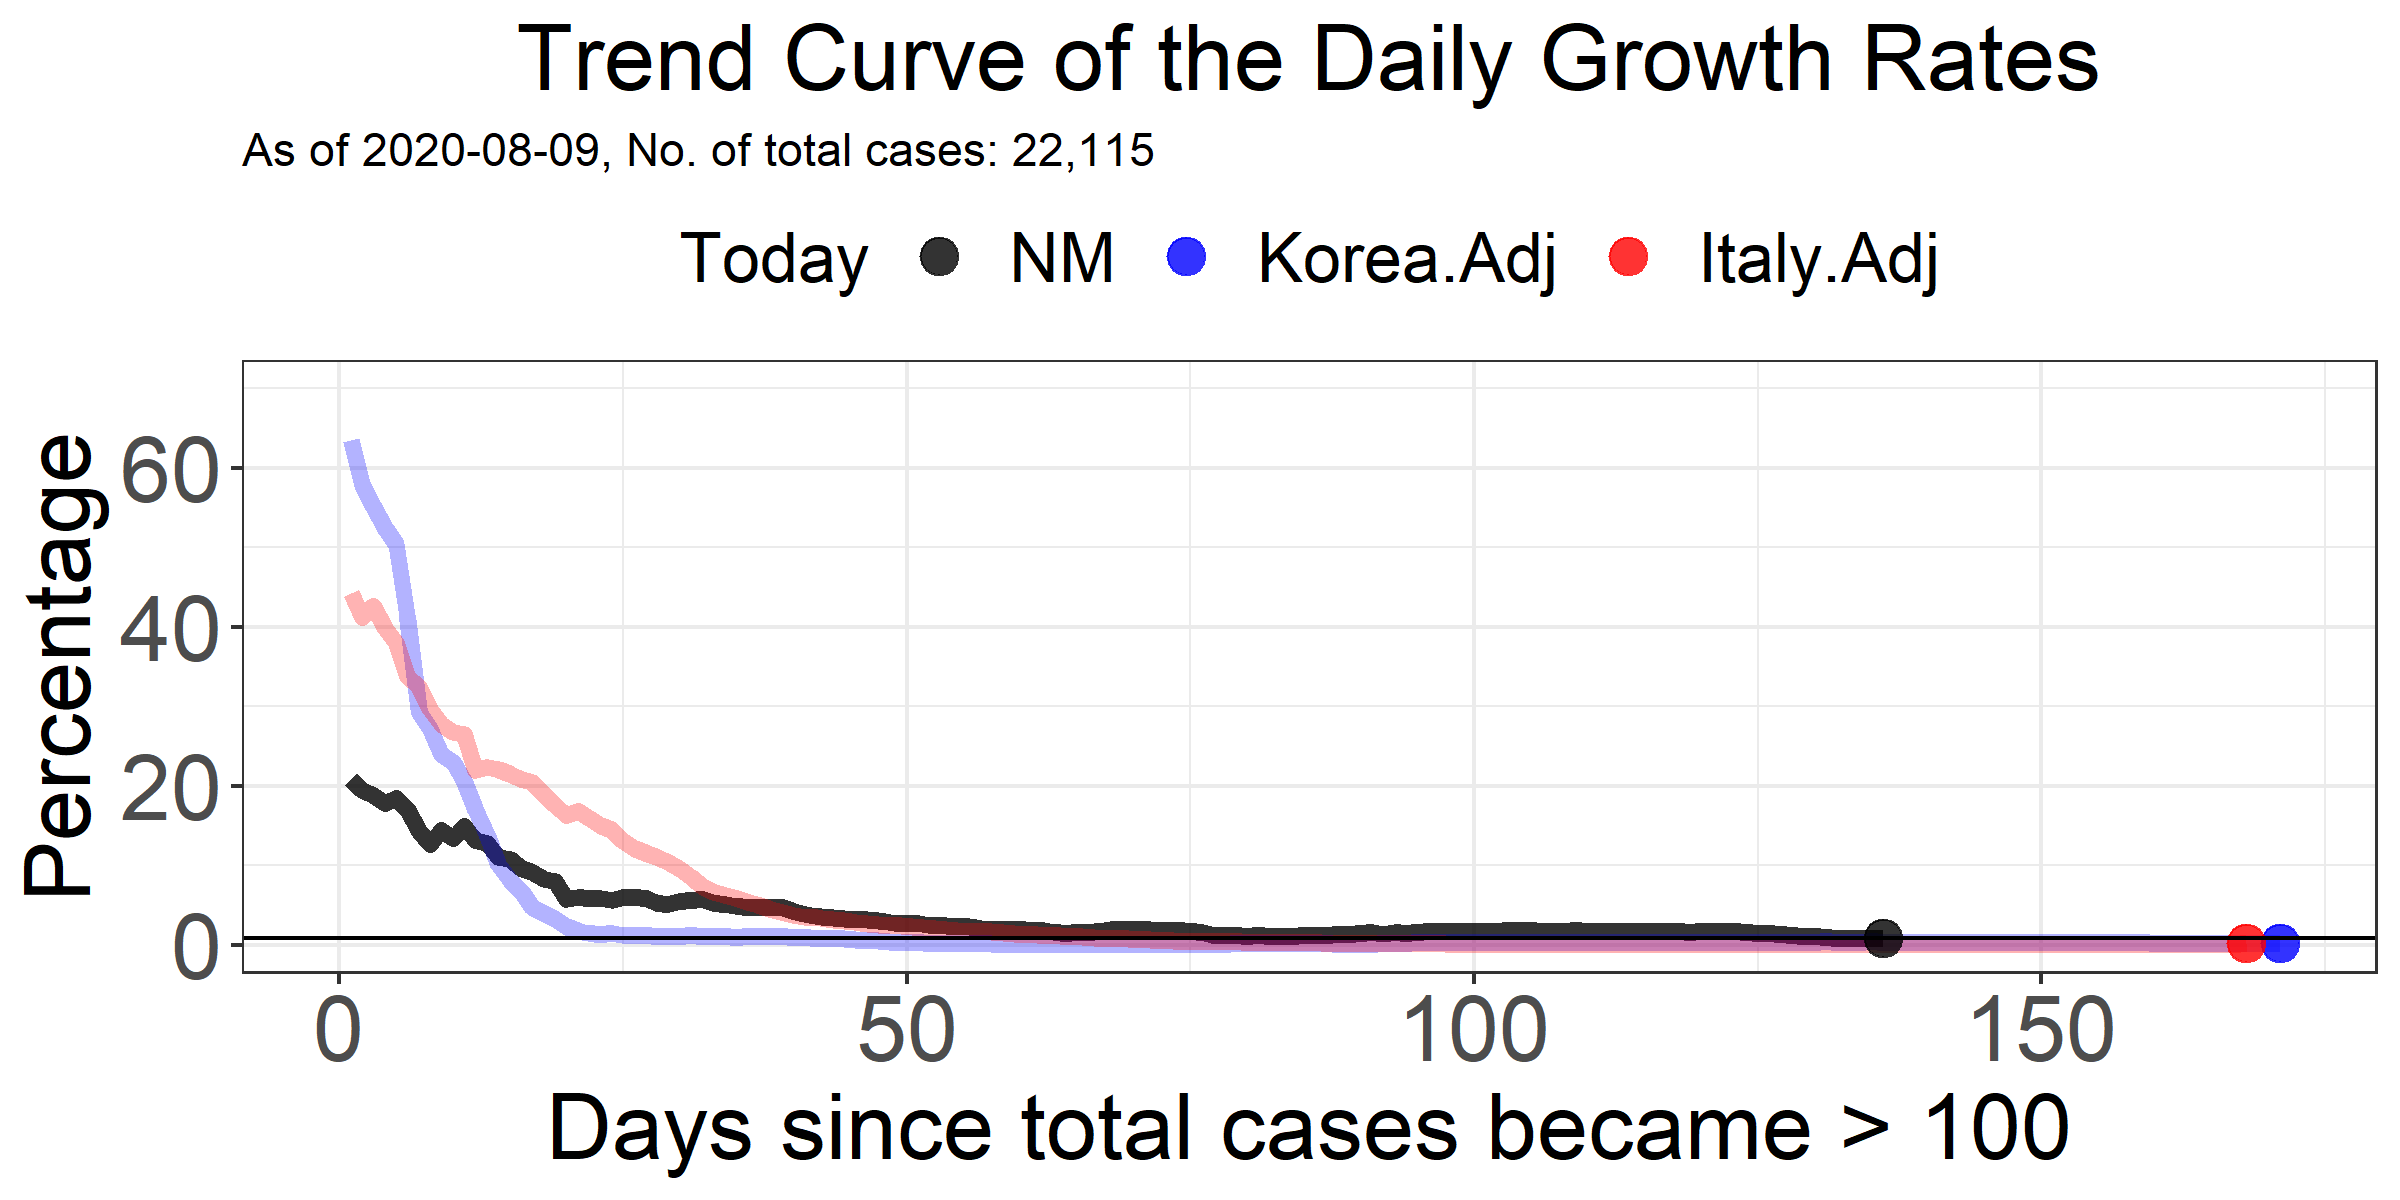 Trend Curve of the Daily Growth Rates
As of 2020-08-09, No. of total cases: 22,115
Today NM Korea.Adj Italy.Adj
Percentage
60
40
20
0
0 50 100 150
Days since total cases became > 100